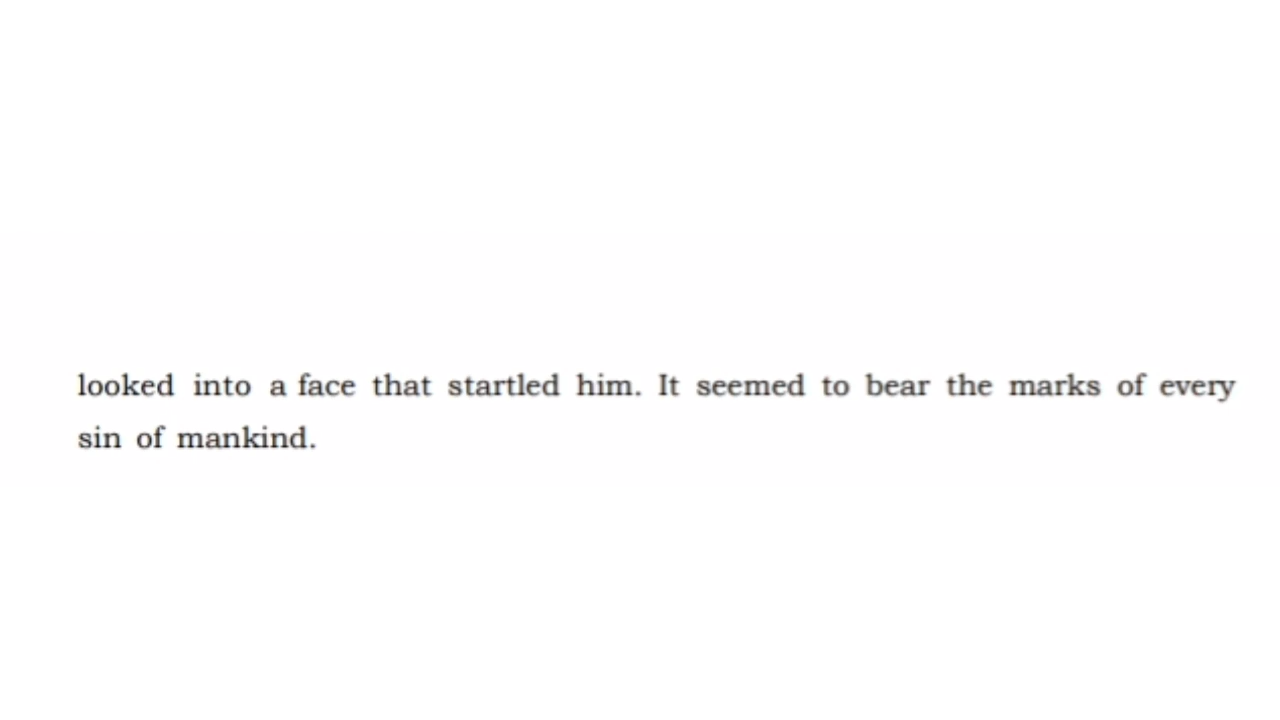 looked into a face that startled him. It seemed to bear the marks of every
sin of mankind.